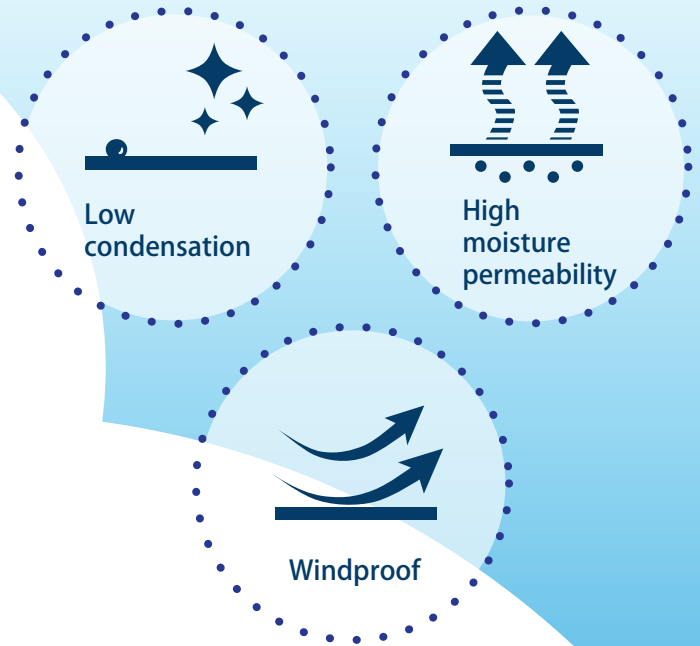 Low
condensation
High
moisture
permeability
Windproof